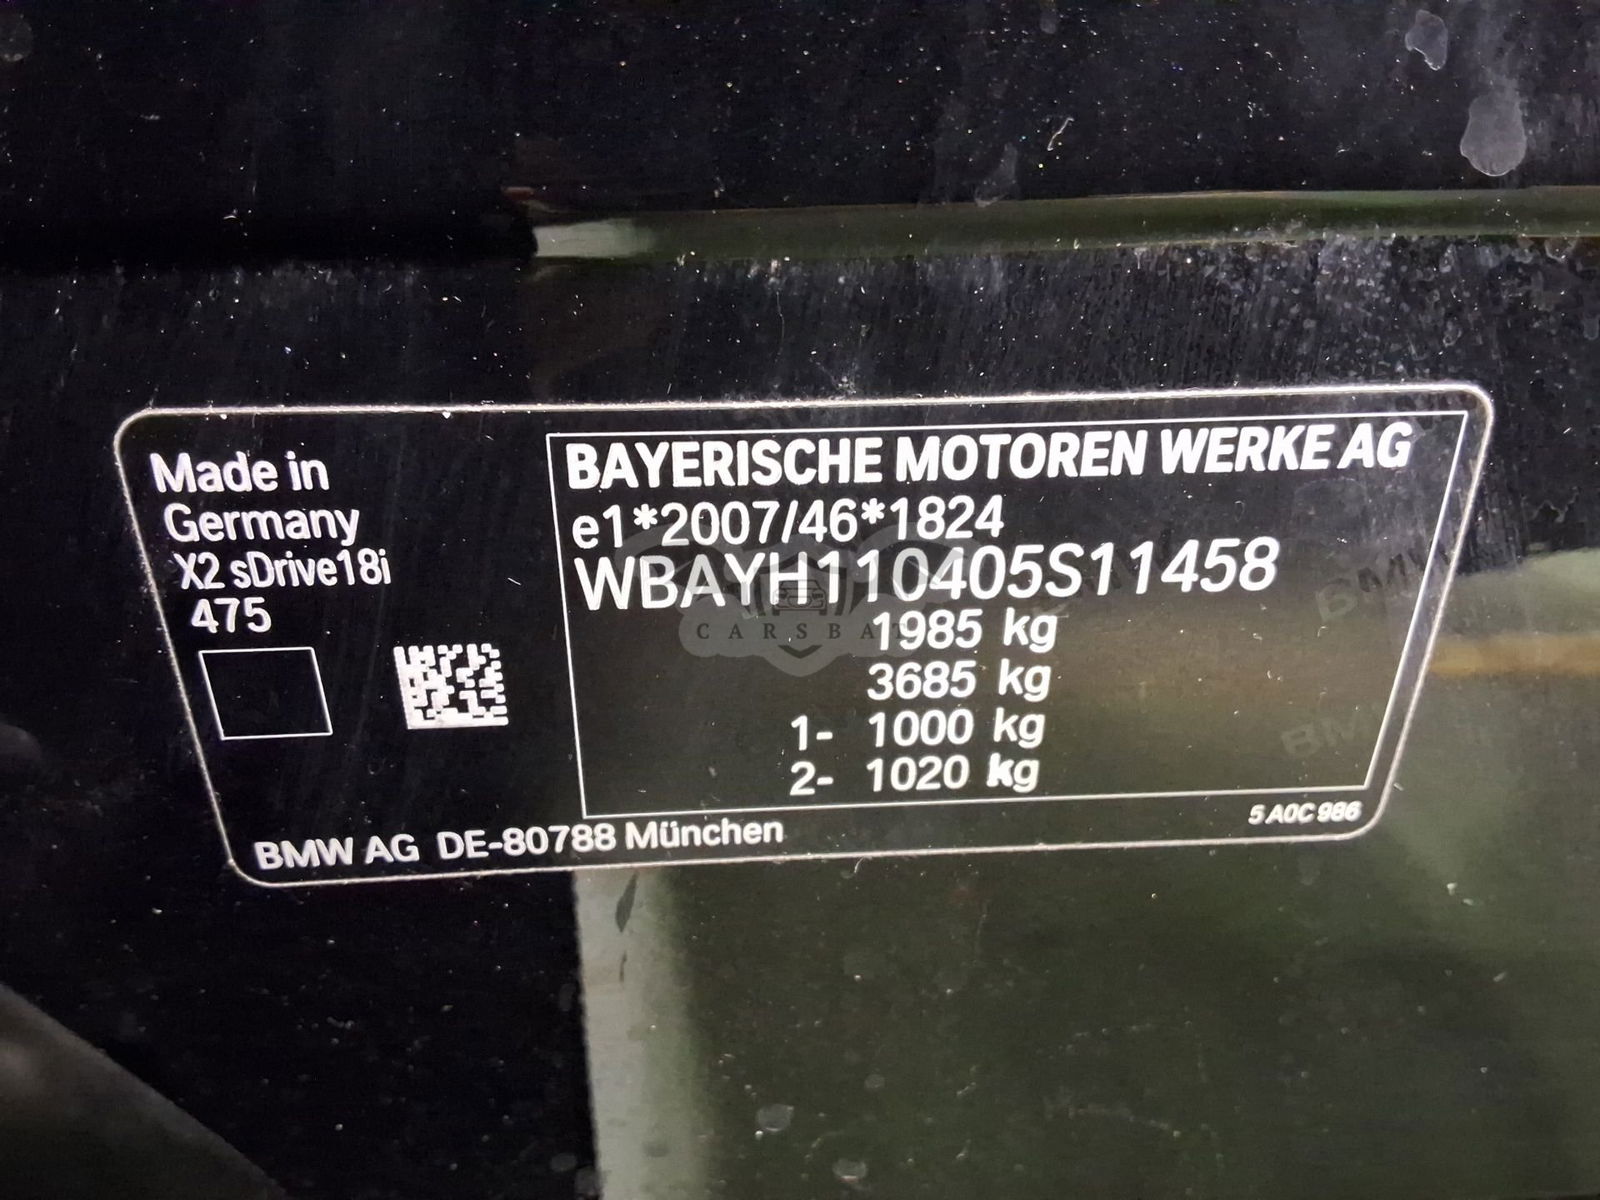 Made in
Germany
X2 sDrive18i
475
BAYERISCHE MOTOREN WERKE AG
e1*2007/46*1824
WBAYH110405S11458
CARSBAT
1985 kg
3685 kg
1- 1000 kg
2- 1020 kg
5 A0C 986
BMW AG DE-80788 München